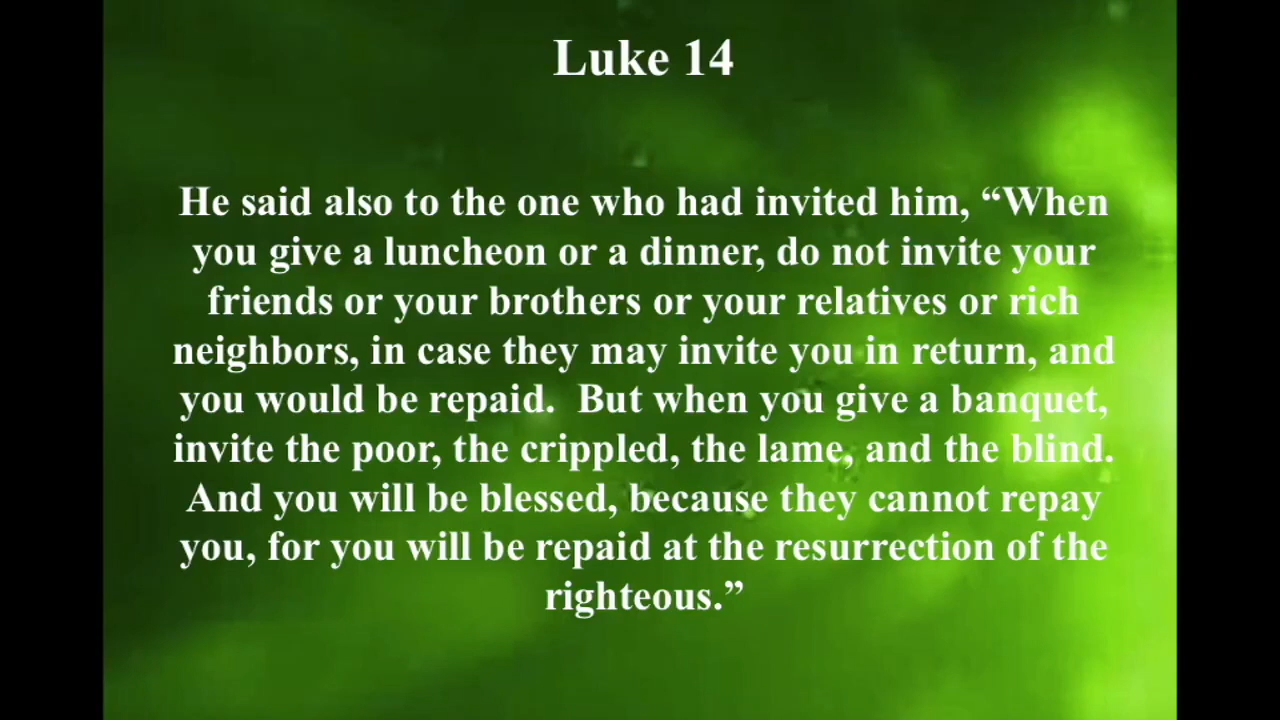 Luke 14
He said also to the one who had invited him, “When
you give a luncheon or a dinner, do not invite your
friends or your brothers or your relatives or rich
neighbors, in case they may invite you in return, and
you would be repaid.  But when you give a banquet,
invite the poor, the crippled, the lame, and the blind.
And you will be blessed, because they cannot repay
you, for you will be repaid at the resurrection of the
righteous.”